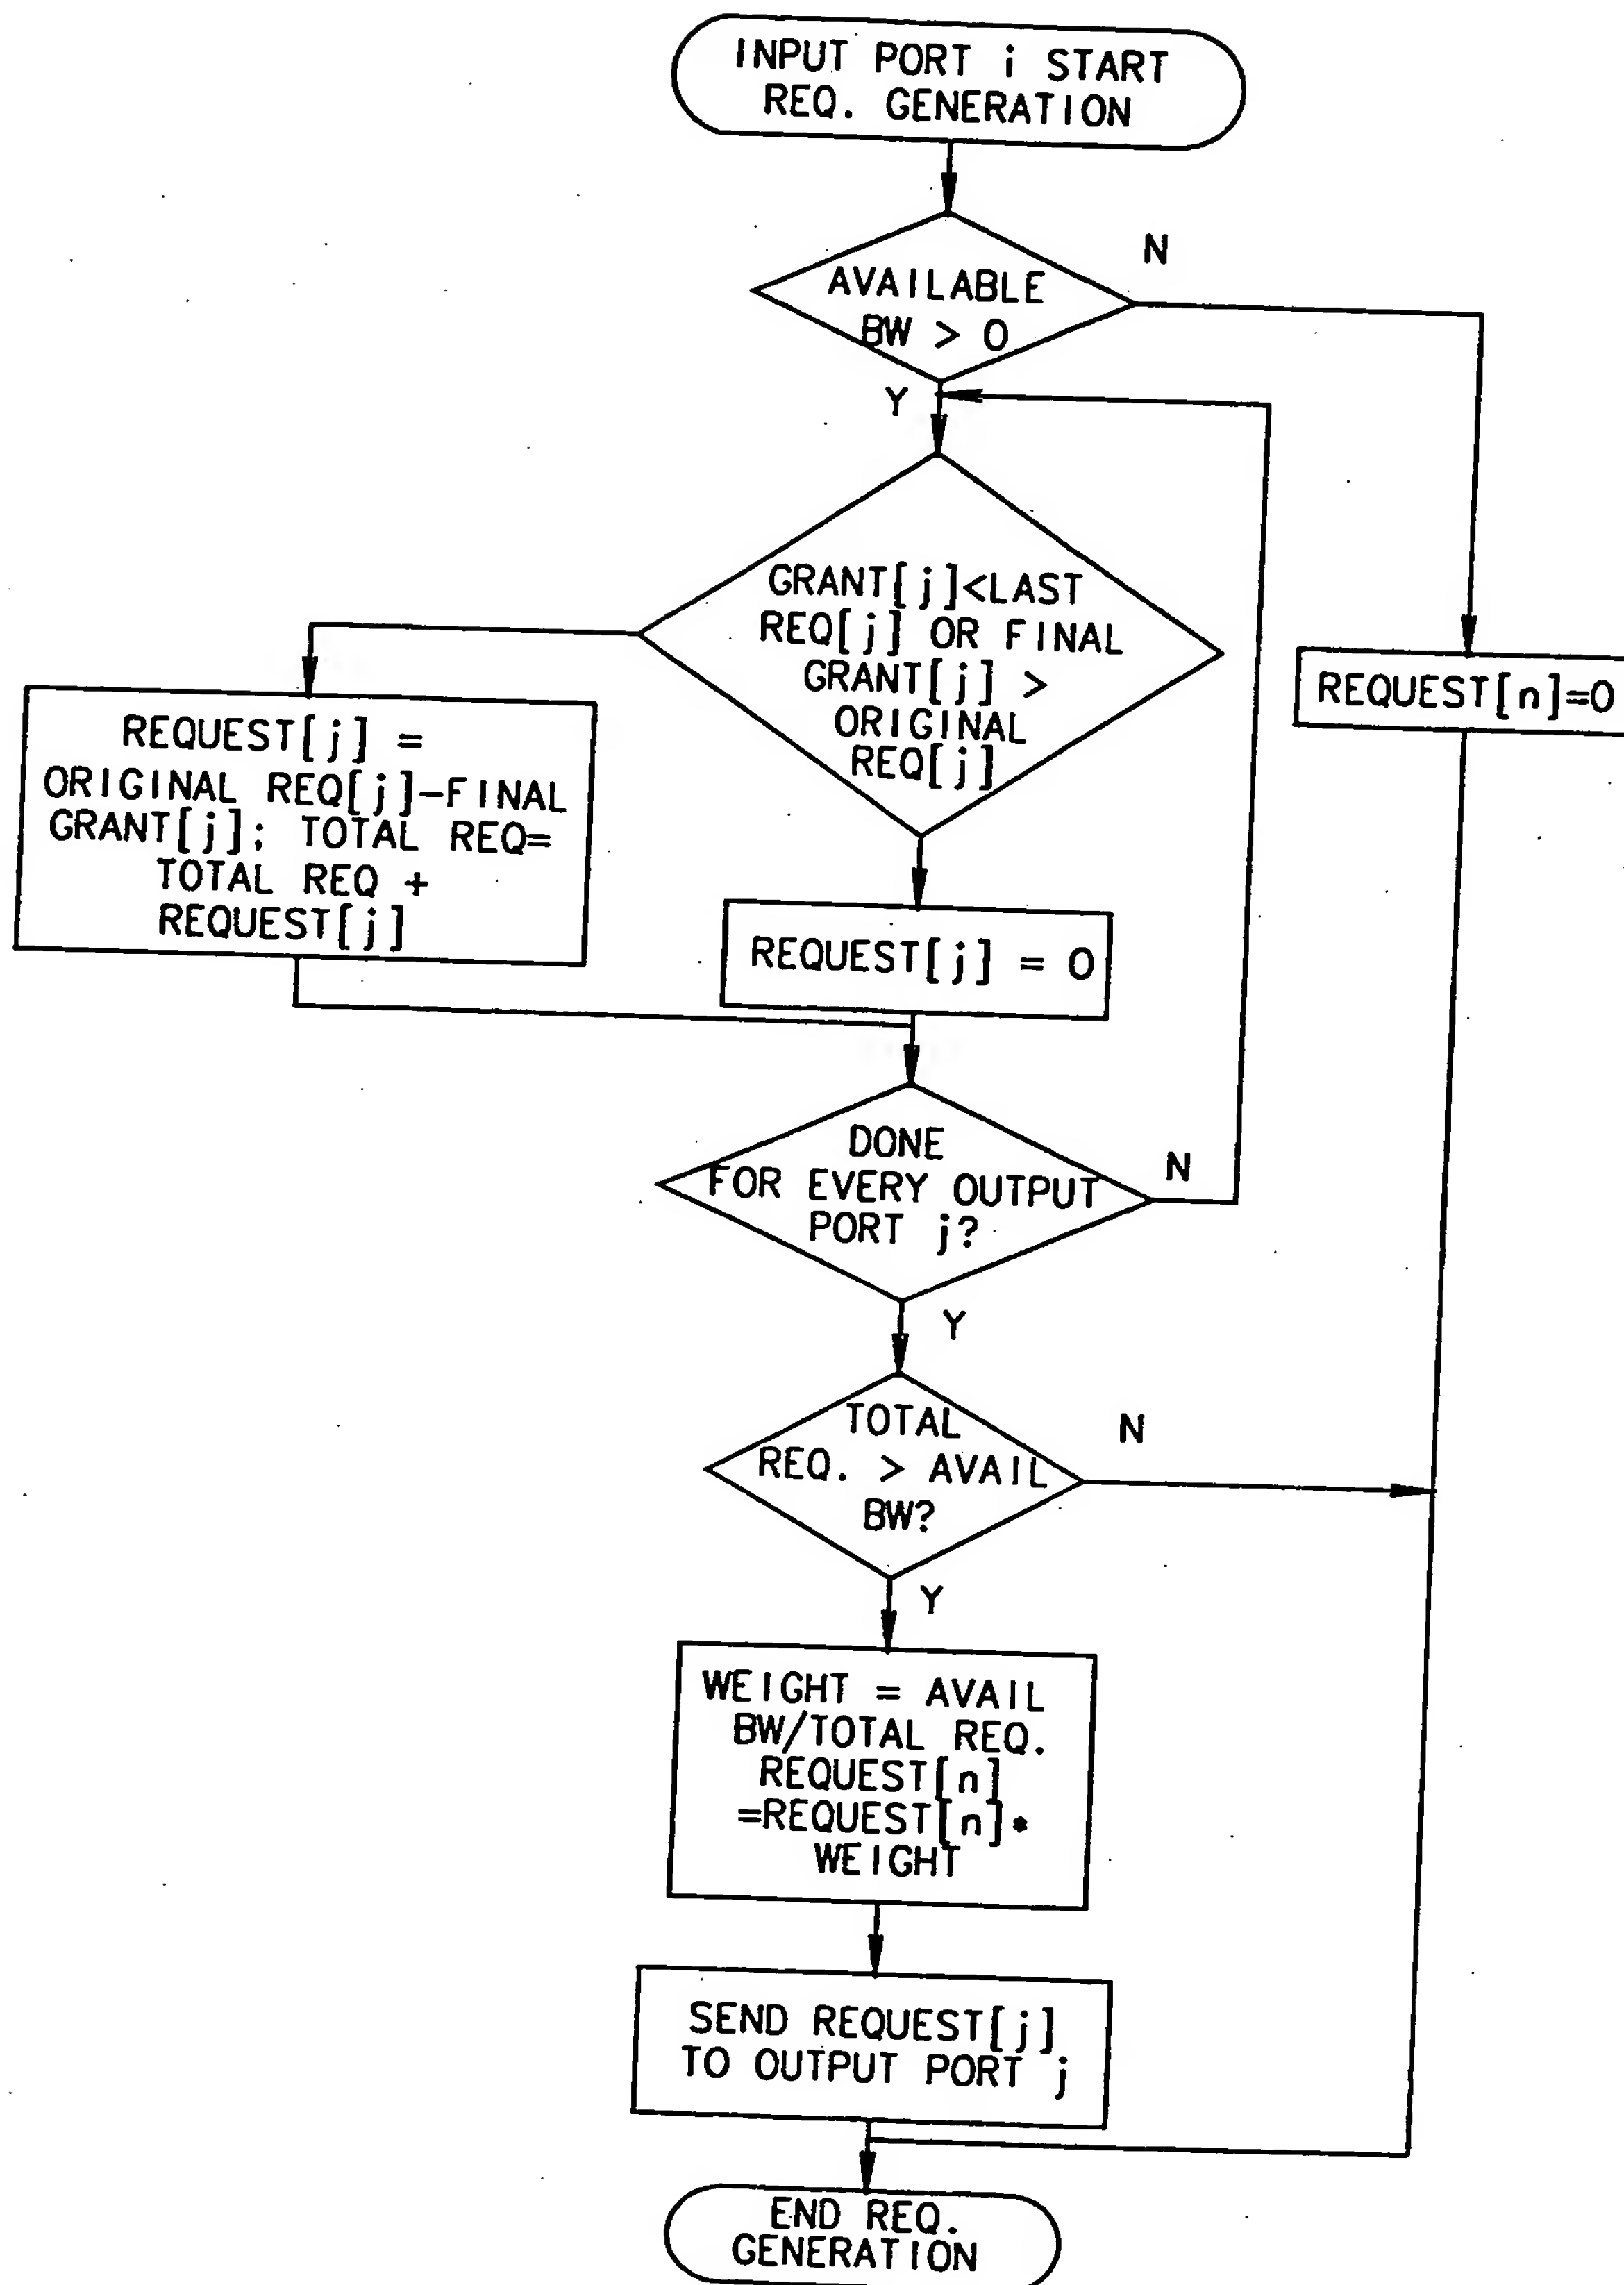 INPUT PORT i START
REQ. GENERATION
N
AVAILABLE
BW > 0
Y
GRANT[j]<LAST
REQ[j] OR FINAL
GRANT[j] >
ORIGINAL
REQ[j]
REQUEST[n]=0
REQUEST[j] =
ORIGINAL REQ[j]-FINAL
GRANT[j]; TOTAL REQ=
TOTAL REQ +
REQUEST[j]
REQUEST[j] = 0
DONE
FOR EVERY OUTPUT
PORT j?
N
Y
TOTAL
REQ. > AVAIL
BW?
N
Y
WEIGHT = AVAIL
BW/TOTAL REQ.
REQUEST[n]
=REQUEST[n]*
WEIGHT
SEND REQUEST[j]
TO OUTPUT PORT j
END REQ.
GENERATION